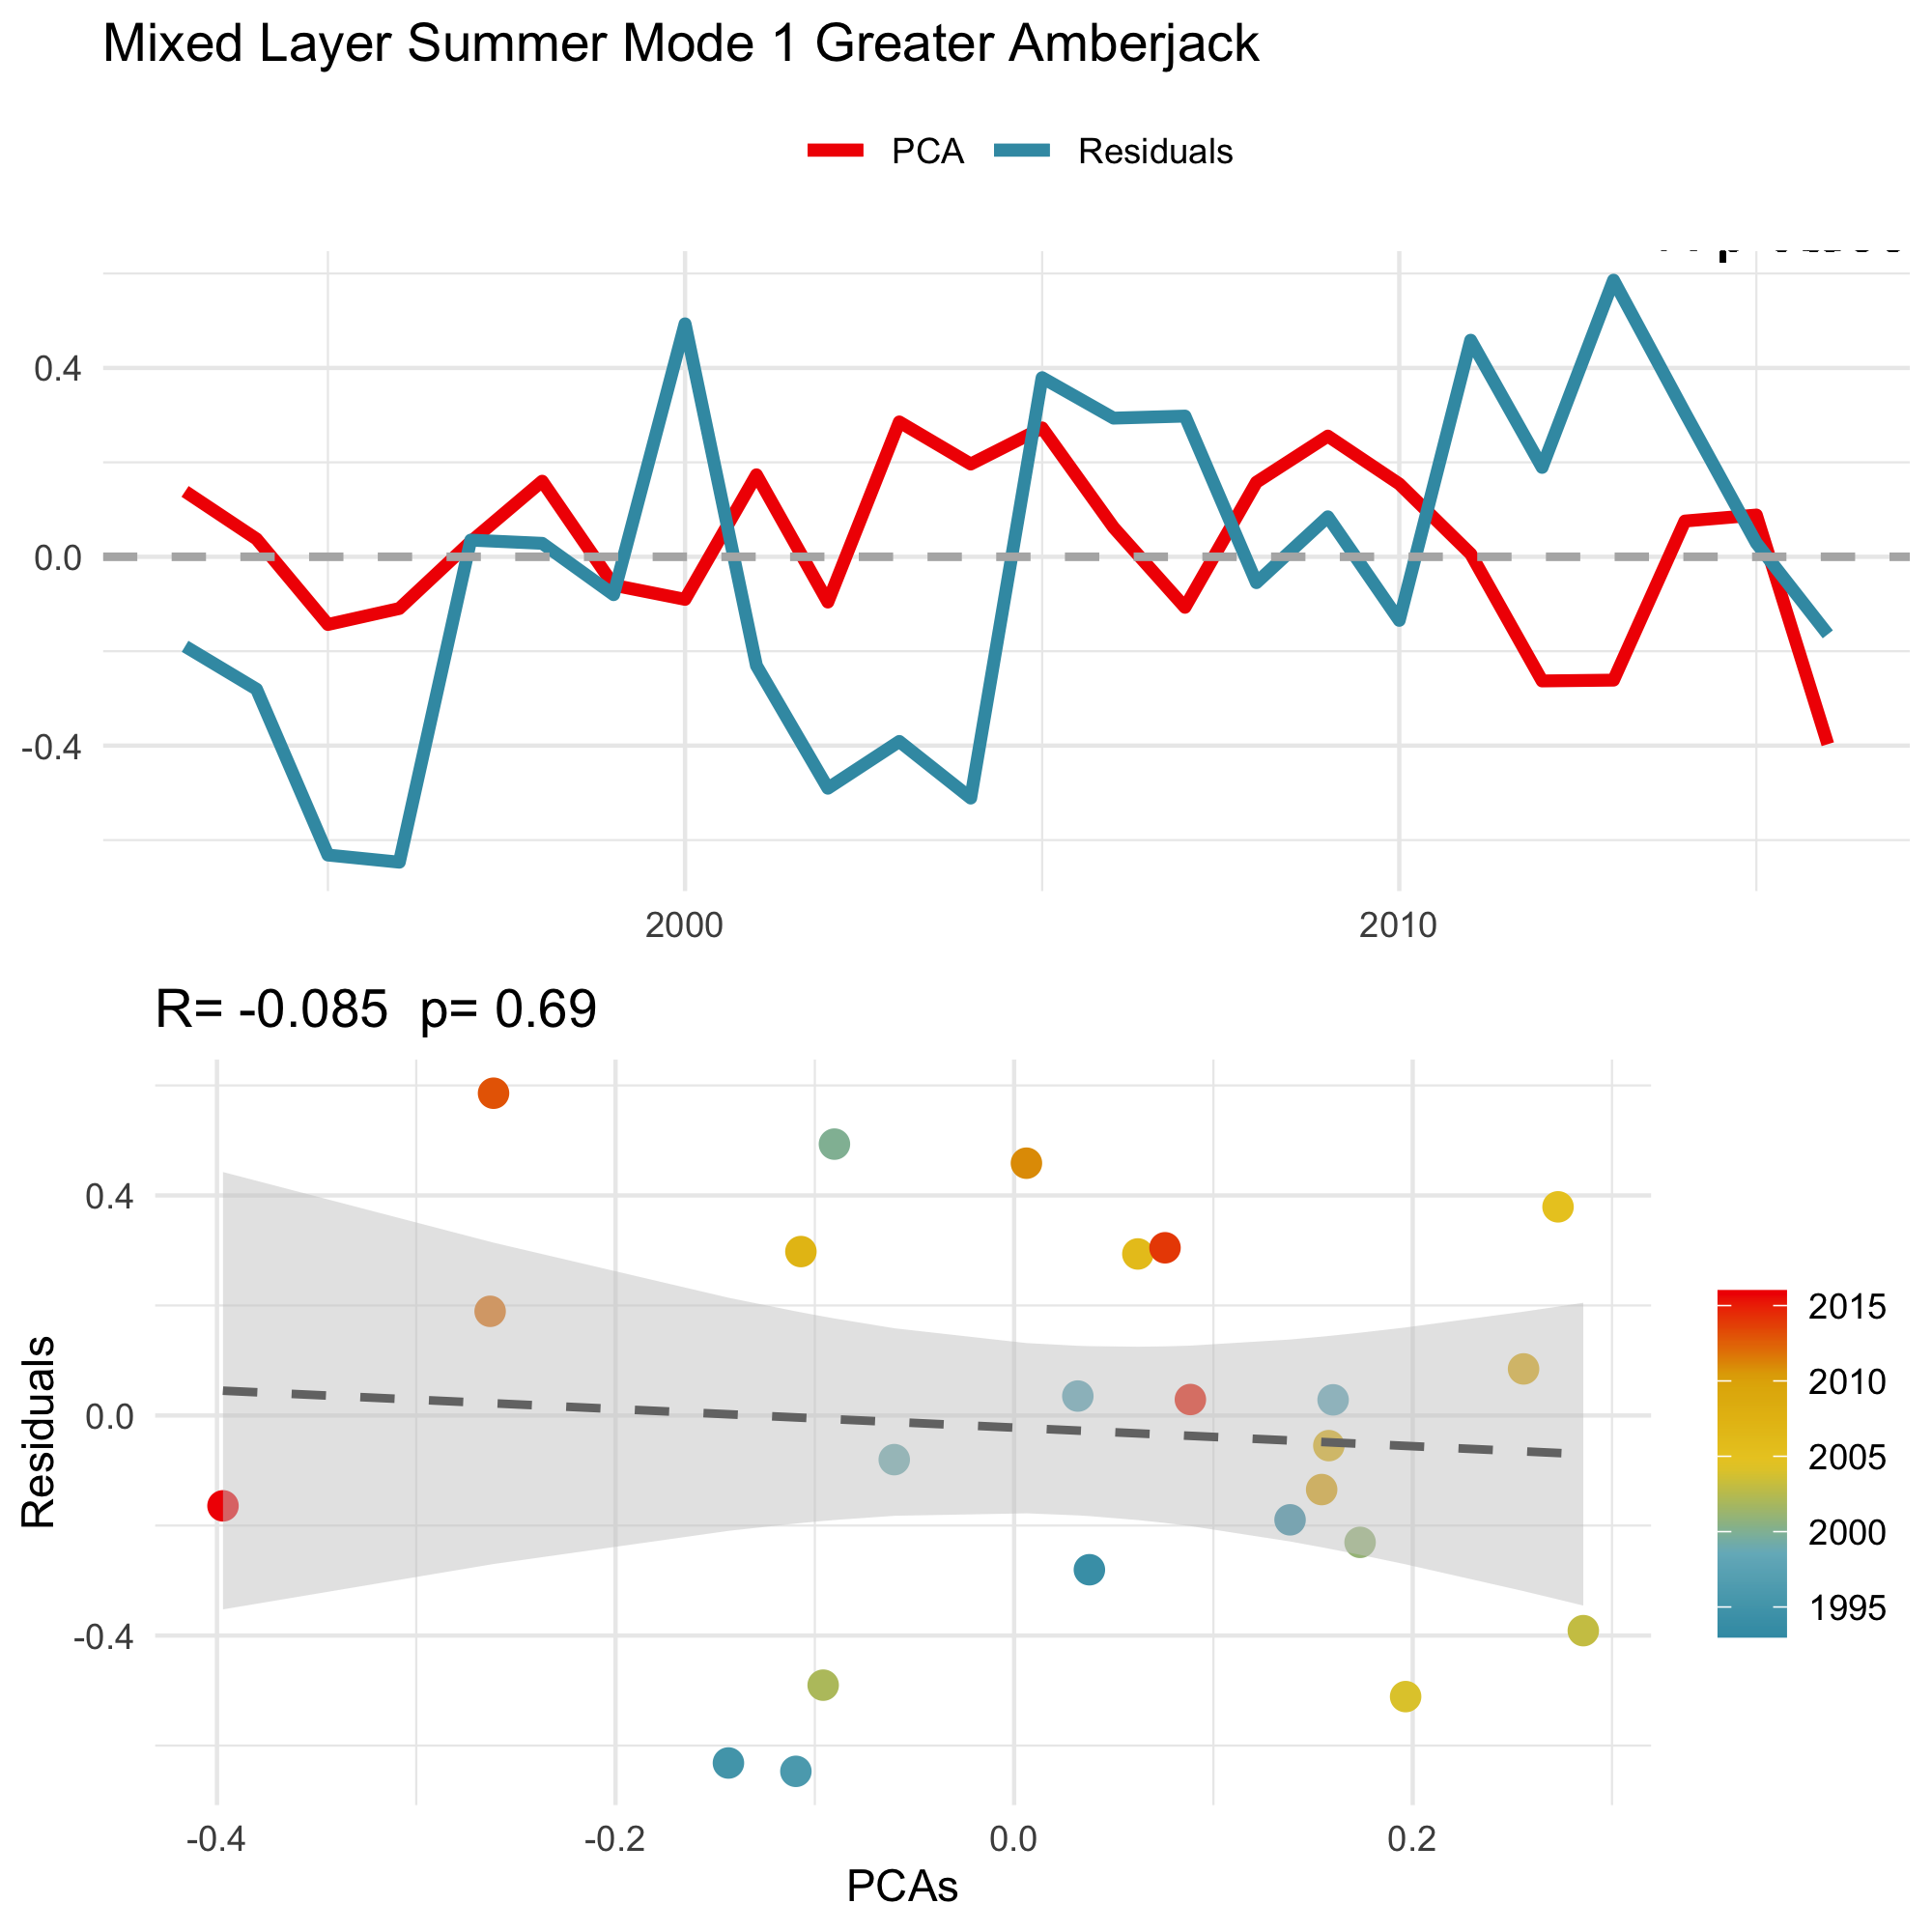 Mixed Layer Summer Mode 1 Greater Amberjack
PCA Residuals
0.4
0.0
-0.4
2000 2010
R= -0.085 p= 0.69
Residuals
0.4
0.0
-0.4
-0.4 -0.2 0.0 0.2
PCAs
2015
2010
2005
2000
1995